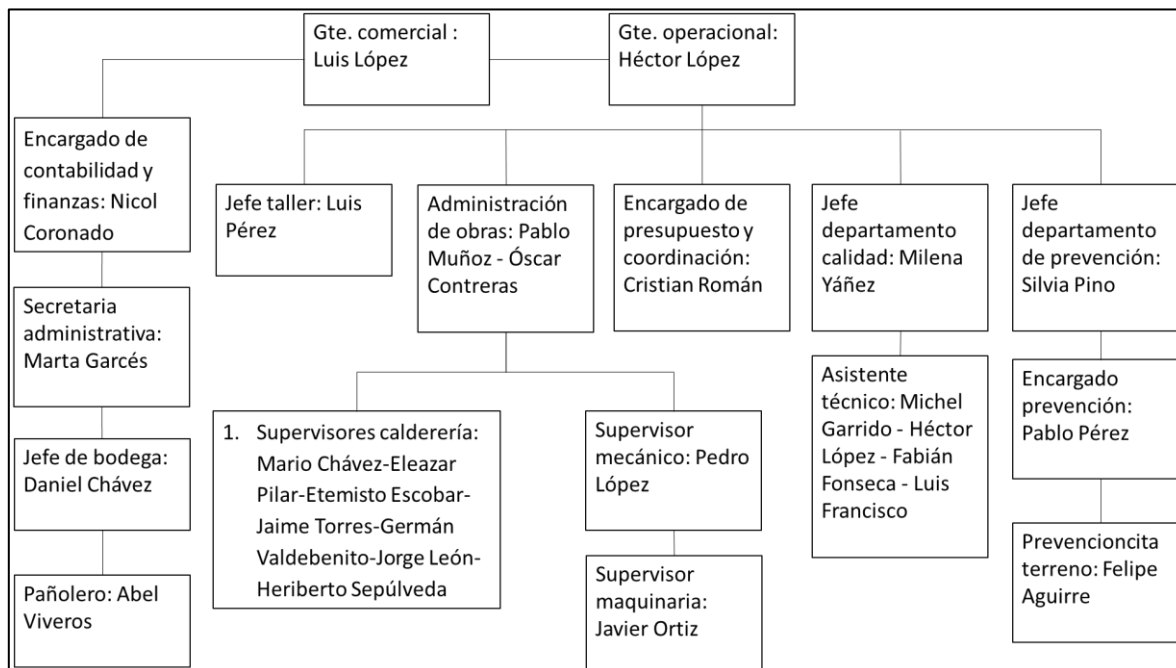 Gte. comercial :
Luis López
Gte. operacional:
Héctor López
Encargado de
contabilidad y
finanzas: Nicol
Coronado
Jefe taller: Luis
Pérez
Administración
de obras: Pablo
Muñoz - Óscar
Contreras
Encargado de
presupuesto y
coordinación:
Cristian Román
Jefe
departamento
calidad: Milena
Yáñez
Jefe
departamento
de prevención:
Silvia Pino
Secretaria
administrativa:
Marta Garcés
Asistente
técnico: Michel
Garrido - Héctor
López - Fabián
Fonseca - Luis
Francisco
Encargado
prevención:
Pablo Pérez
1. Supervisores calderería:
Mario Chávez-Eleazar
Pilar-Etemisto Escobar-
Jaime Torres-Germán
Valdebenito-Jorge León-
Heriberto Sepúlveda
Supervisor
mecánico: Pedro
López
Jefe de bodega:
Daniel Chávez
Prevencioncita
terreno: Felipe
Aguirre
Supervisor
maquinaria:
Javier Ortiz
Pañolero: Abel
Viveros